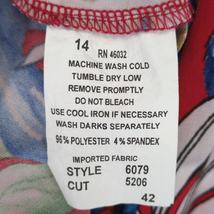 14 RN 46032
MACHINE WASH COLD
TUMBLE DRY LOW
REMOVE PROMPTLY
DO NOT BLEACH
USE COOL IRON IF NECESSARY
WASH DARKS SEPARATELY
96% POLYESTER 4% SPANDEX
IMPORTED FABRIC
STYLE 6079
CUT 5206
42